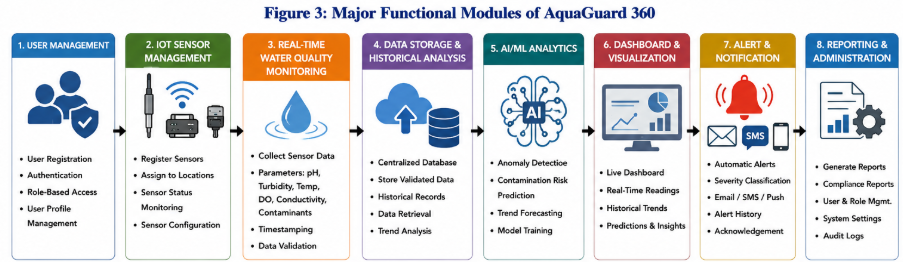 Figure 3: Major Functional Modules of AquaGuard 360
1. USER MANAGEMENT
• User Registration
• Authentication
• Role-Based Access
• User Profile
Management
2. IOT SENSOR
MANAGEMENT
• Register Sensors
• Assign to Locations
• Sensor Status
Monitoring
• Sensor Configuration
3. REAL-TIME
WATER QUALITY
MONITORING
• Collect Sensor Data
• Parameters: pH,
Turbidity, Temp,
DO, Conductivity,
Contaminants
• Timestamping
• Data Validation
4. DATA STORAGE &
HISTORICAL ANALYSIS
• Centralized Database
• Store Validated Data
• Historical Records
• Data Retrieval
• Trend Analysis
5. AI/ML ANALYTICS
AI
• Anomaly Detectice
• Contamination Risk
Prediction
• Trend Forecasting
• Model Training
6. DASHBOARD &
VISUALIZATION
• Live Dashboard
• Real-Time Readings
• Historical Trends
• Predictions & Insights
7. ALERT &
NOTIFICATION
SMS
• Automatic Alerts
• Severity Classification
• Email / SMS / Push
• Alert History
• Acknowledgement
8. REPORTING &
ADMINISTRATION
• Generate Reports
• Compliance Reports
• User & Role Mgmt.
• System Settings
• Audit Logs